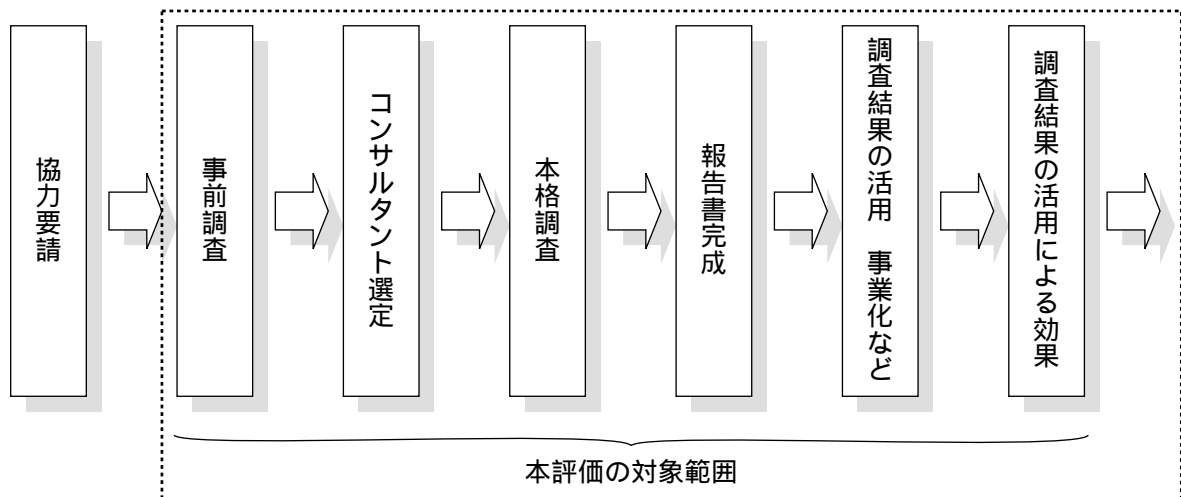 協力要請
事前調査
コンサルタント選定
本格調査
報告書完成
調査結果の活用　事業化など
調査結果の活用による効果
本評価の対象範囲